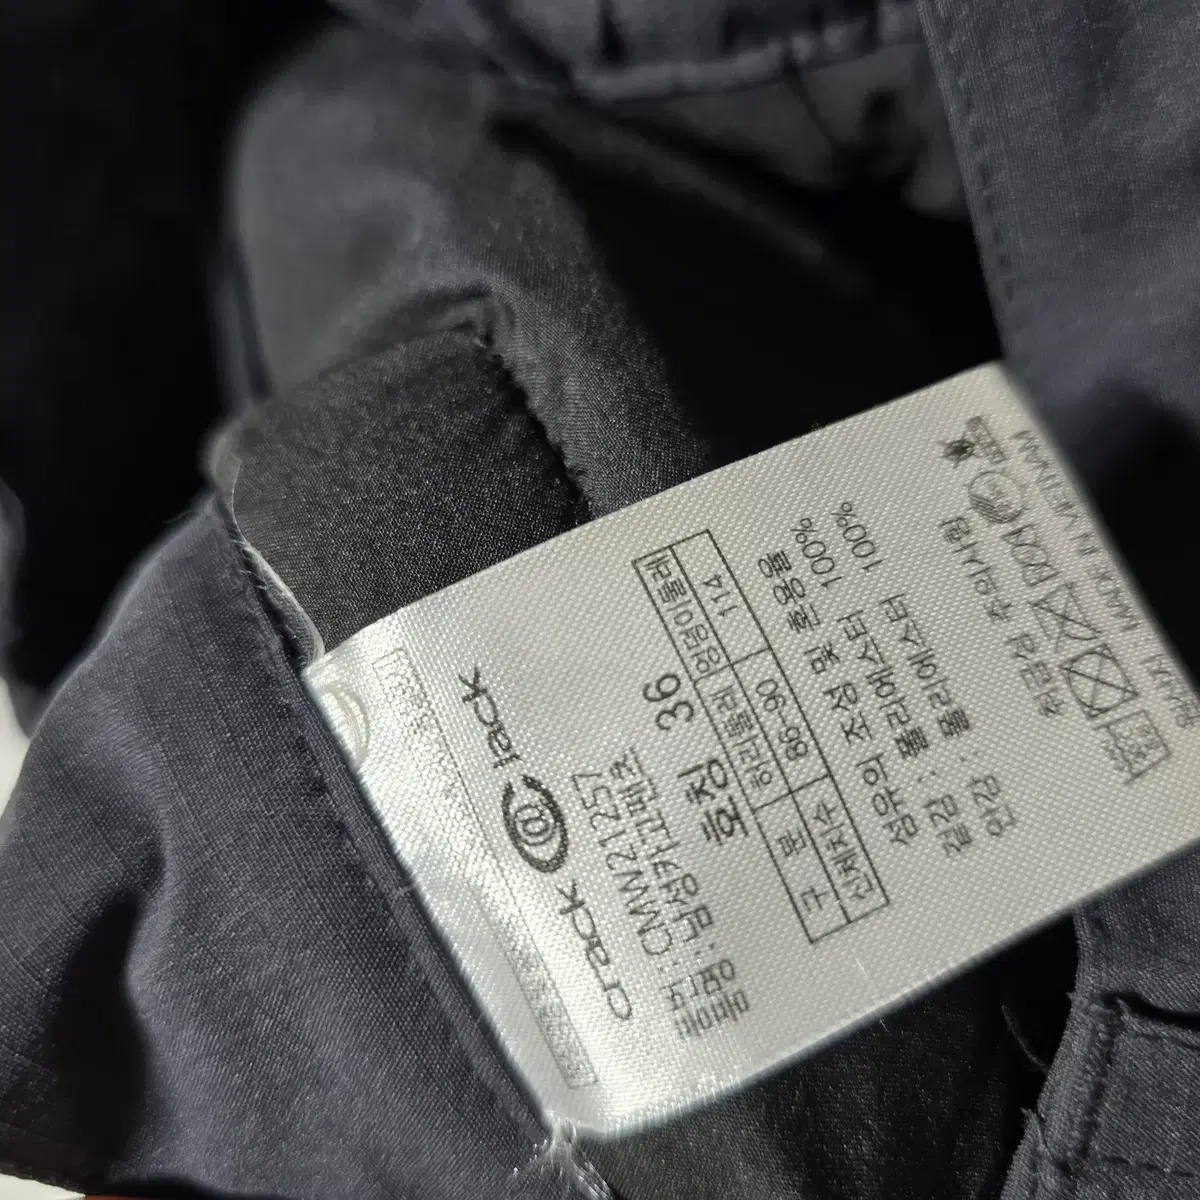 crack @ jack
품번 : CMW21257
품명 : 남성카고팬츠
호칭 36
구 분 허리둘레 엉덩이둘레
신체치수 86-90 114
섬유의 조성 및 혼용율
겉감 : 폴리에스터 100%
안감 : 폴리에스터 100%
취급상 주의사항
MADE IN VIETNAM